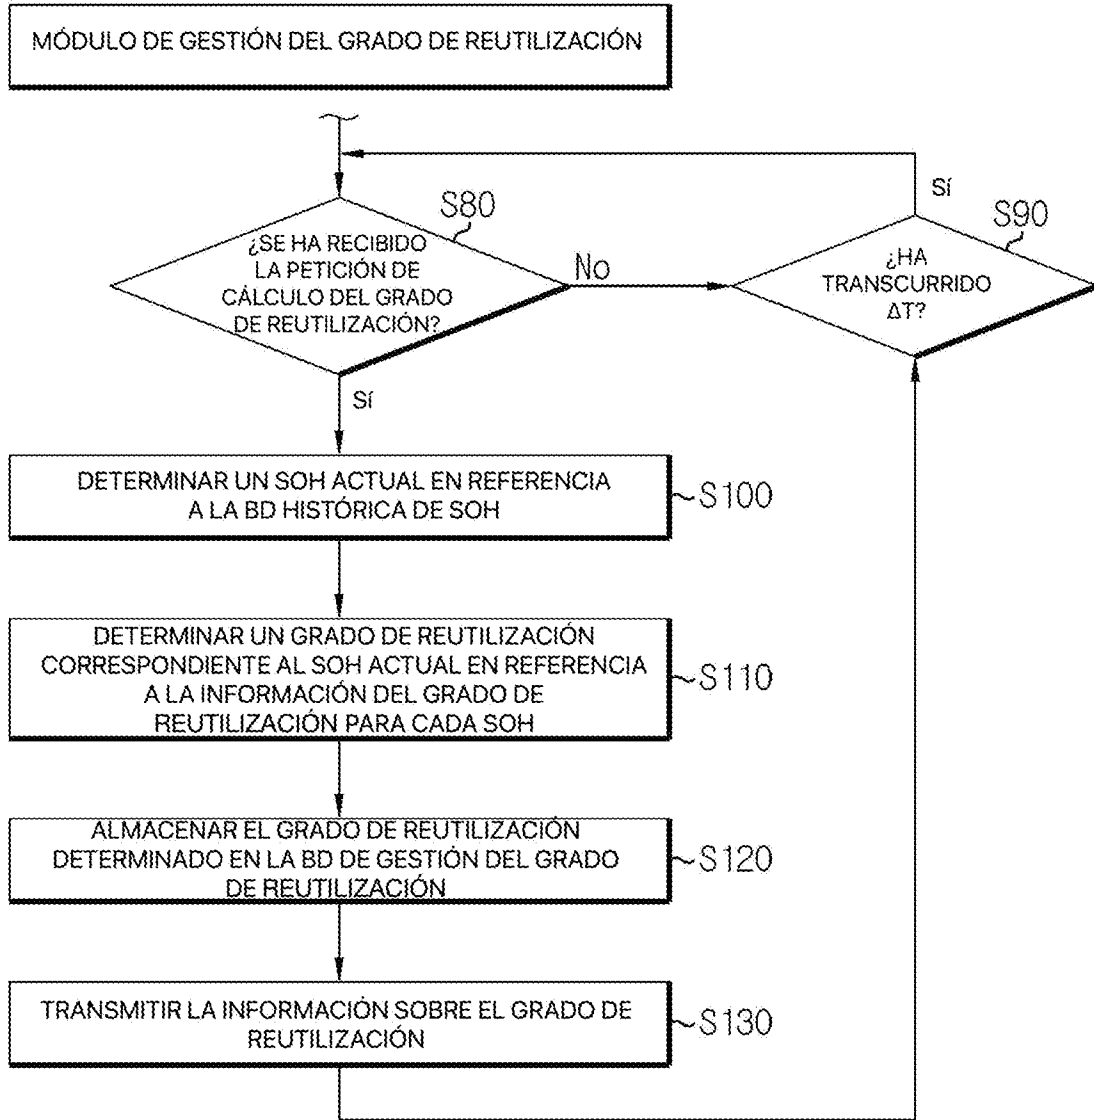 MÓDULO DE GESTIÓN DEL GRADO DE REUTILIZACIÓN
Sí
S80
S90
¿SE HA RECIBIDO
LA PETICIÓN DE
CÁLCULO DEL GRADO
DE REUTILIZACIÓN?
No
¿HA
TRANSCURRIDO
ΔT?
Sí
DETERMINAR UN SOH ACTUAL EN REFERENCIA
A LA BD HISTÓRICA DE SOH
S100
DETERMINAR UN GRADO DE REUTILIZACIÓN
CORRESPONDIENTE AL SOH ACTUAL EN REFERENCIA
A LA INFORMACIÓN DEL GRADO DE
REUTILIZACIÓN PARA CADA SOH
S110
ALMACENAR EL GRADO DE REUTILIZACIÓN
DETERMINADO EN LA BD DE GESTIÓN DEL GRADO
DE REUTILIZACIÓN
S120
TRANSMITIR LA INFORMACIÓN SOBRE EL GRADO DE
REUTILIZACIÓN
S130